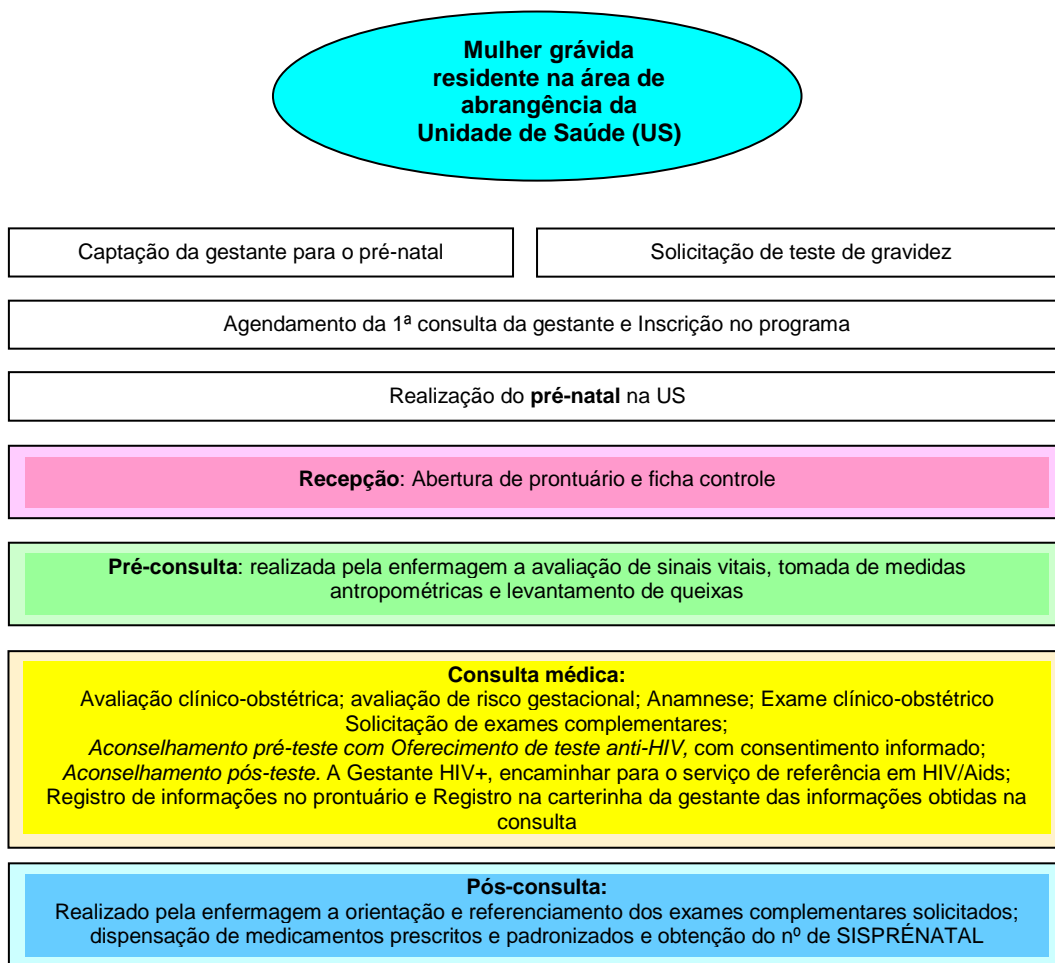 Mulher grávida
residente na área de
abrangência da
Unidade de Saúde (US)
Captação da gestante para o pré-natal
Solicitação de teste de gravidez
Agendamento da 1ª consulta da gestante e Inscrição no programa
Realização do pré-natal na US
Recepção: Abertura de prontuário e ficha controle
Pré-consulta: realizada pela enfermagem a avaliação de sinais vitais, tomada de medidas
antropométricas e levantamento de queixas
Consulta médica:
Avaliação clínico-obstétrica; avaliação de risco gestacional; Anamnese; Exame clínico-obstétrico
Solicitação de exames complementares;
Aconselhamento pré-teste com Oferecimento de teste anti-HIV, com consentimento informado;
Aconselhamento pós-teste. A Gestante HIV+, encaminhar para o serviço de referência em HIV/Aids;
Registro de informações no prontuário e Registro na carterinha da gestante das informações obtidas na
consulta
Pós-consulta:
Realizado pela enfermagem a orientação e referenciamento dos exames complementares solicitados;
dispensação de medicamentos prescritos e padronizados e obtenção do nº de SISPRÉNATAL